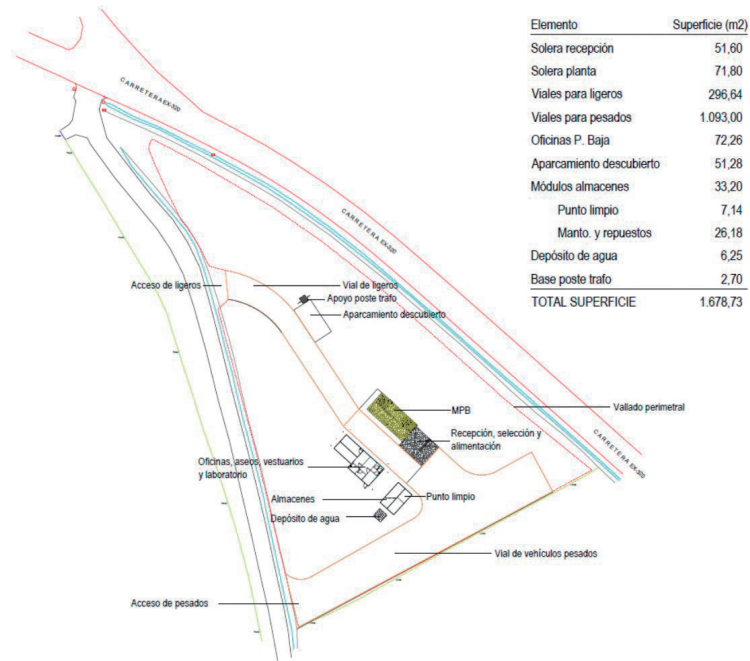 Elemento Superficie (m2)
Solera recepción 51,60
Solera planta 71,80
Viales para ligeros 296,64
Viales para pesados 1.093,00
Oficinas P. Baja 72,26
Aparcamiento descubierto 51,28
Módulos almacenes 33,20
Punto limpio 7,14
Manto. y repuestos 26,18
Depósito de agua 6,25
Base poste trafo 2,70
TOTAL SUPERFICIE 1.678,73
CARRETERA EX-320
CARRETERA EX-320
CARRETERA EX-320
Acceso de ligeros
Vial de ligeros
Apoyo poste trafo
Aparcamiento descubierto
MPB
Vallado perimetral
Recepción, selección y
alimentación
Oficinas, aseos, vestuarios
y laboratorio
Almacenes
Punto limpio
Depósito de agua
Vial de vehículos pesados
Acceso de pesados